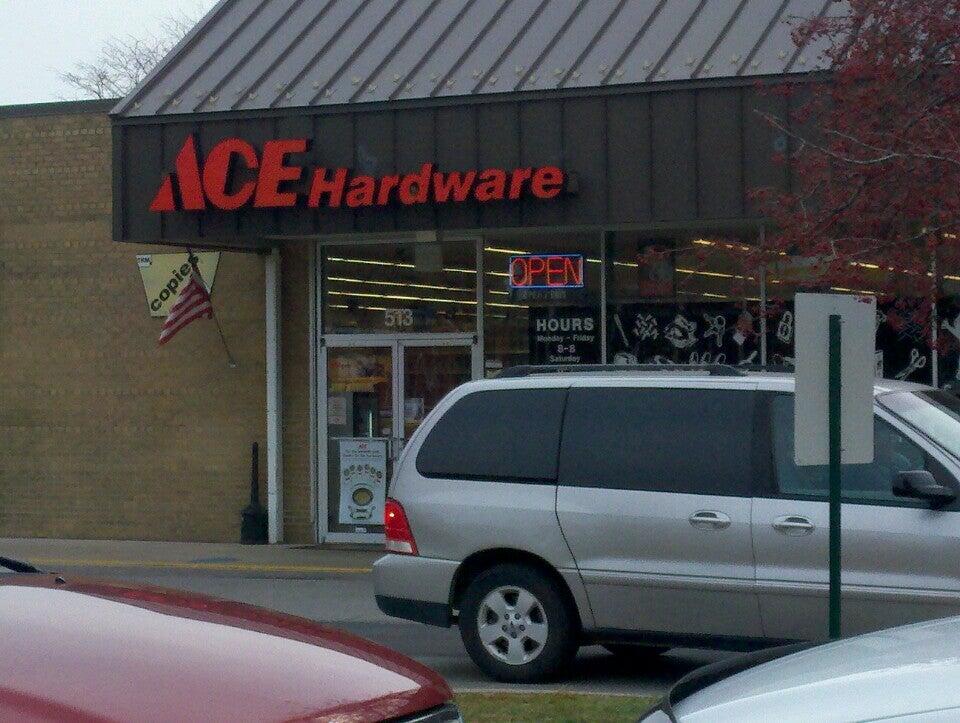 ACE Hardware
copies
OPEN
513
HOURS
Monday - Friday
8-8
Saturday